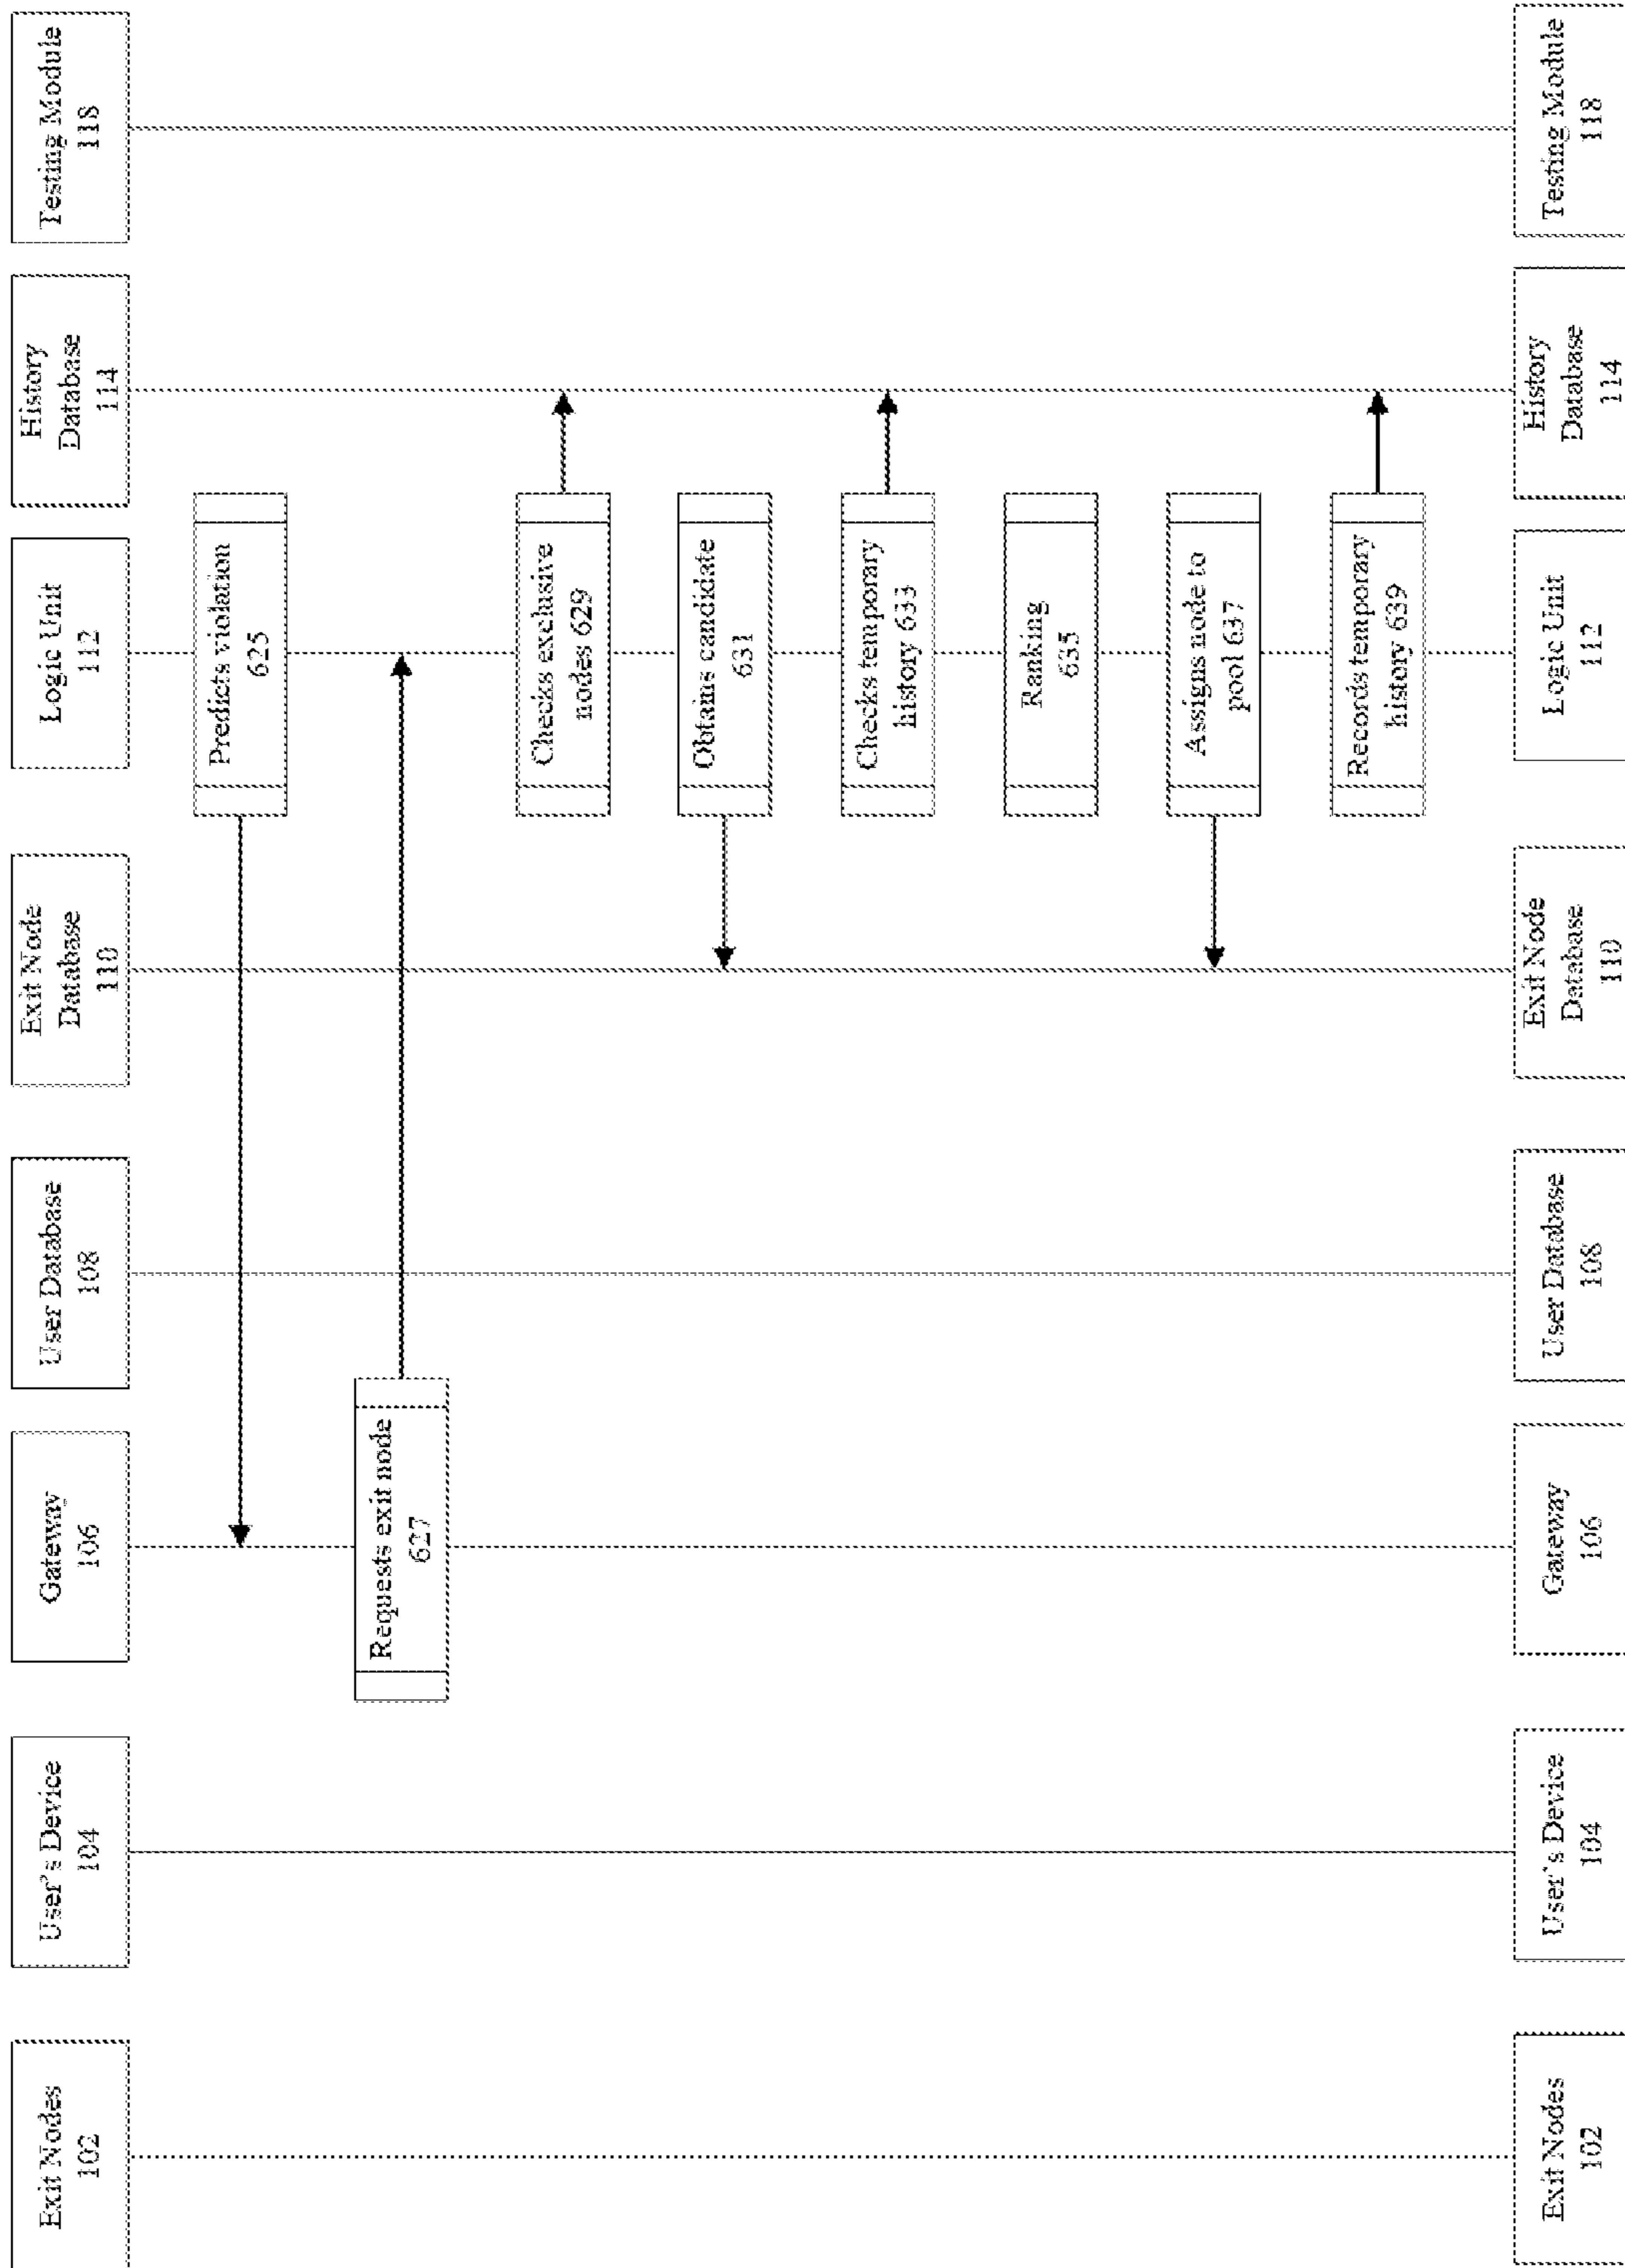 Exit Nodes
102
User's Device
104
Gateway
106
User Database
108
Exit Node
Database
110
Logic Unit
112
History
Database
114
Testing Module
118
Predicts violation
625
Requests exit node
627
Checks exclusive
nodes 629
Obtains candidate
631
Checks temporary
history 633
Ranking
635
Assigns node to
pool 637
Records temporary
history 639
Exit Nodes
102
User's Device
104
Gateway
106
User Database
108
Exit Node
Database
110
Logic Unit
112
History
Database
114
Testing Module
118